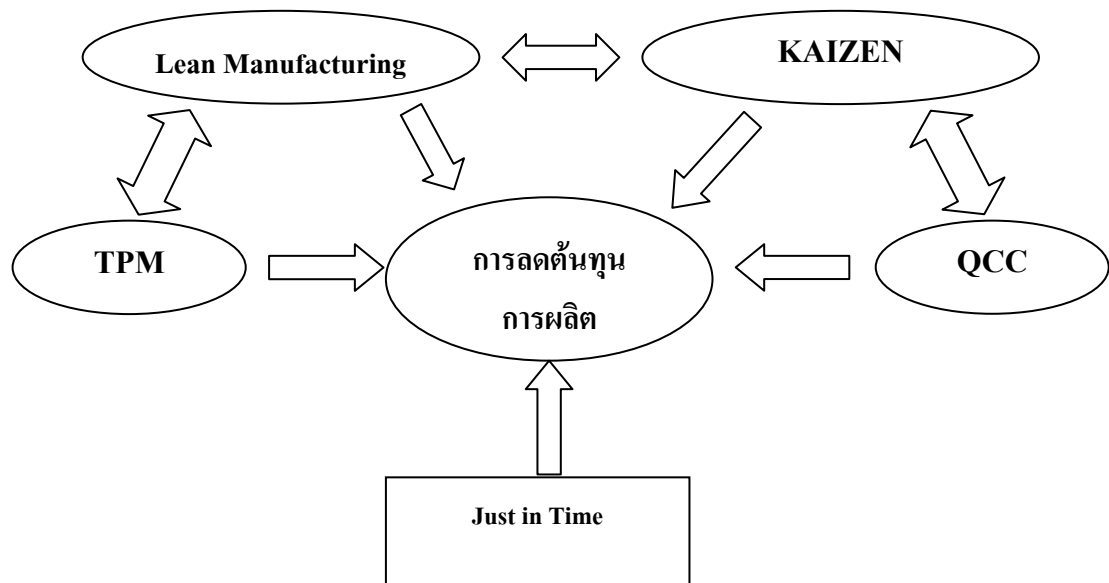 Lean Manufacturing
KAIZEN
TPM
การลดต้นทุน
การผลิต
QCC
Just in Time